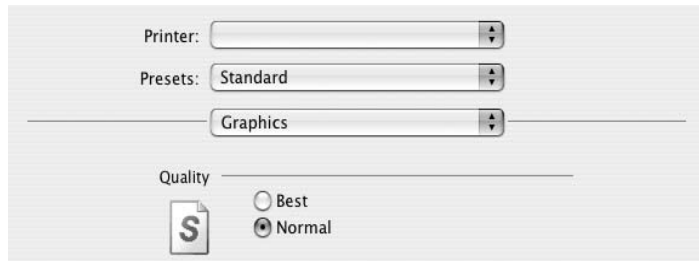 Printer:
Presets: Standard
Graphics
Quality
Best
S
Normal